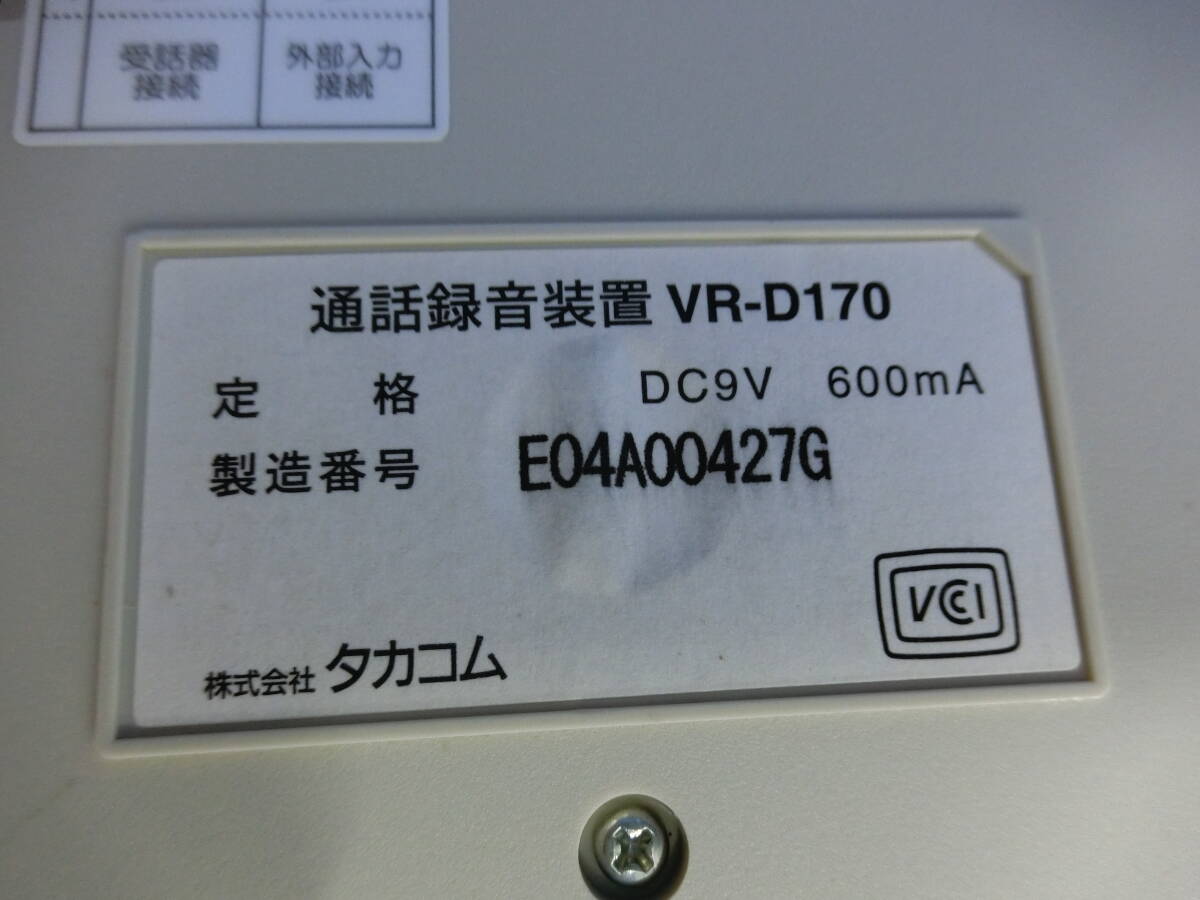 受話器 外部入力
接続 接続
通話録音装置 VR-D170
定 格 DC9V 600mA
製造番号 E04A00427G
VCCI
株式会社 タカコム